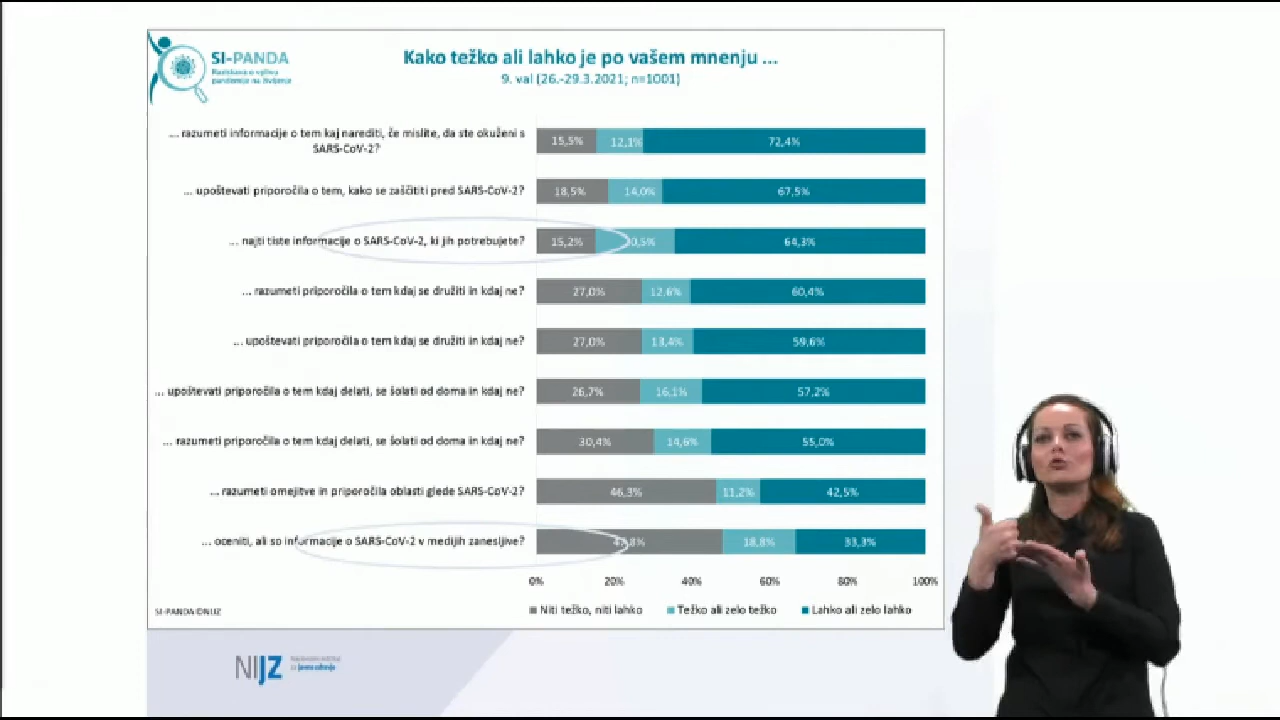 SI-PANDA
Raziskava o vplivu
pandemije na življenje
Kako težko ali lahko je po vašem mnenju ...
9. val (26.-29.3.2021; n=1001)
... razumeti informacije o tem kaj narediti, če mislite, da ste okuženi s
SARS-CoV-2?
15,5% 12,1% 72,4%
... upoštevati priporočila o tem, kako se zaščititi pred SARS-CoV-2?
18,5% 14,0% 67,5%
... najti tiste informacije o SARS-CoV-2, ki jih potrebujete?
15,2% 0,5% 64,3%
... razumeti priporočila o tem kdaj se družiti in kdaj ne?
27,0% 12,6% 60,4%
... upoštevati priporočila o tem kdaj se družiti in kdaj ne?
27,0% 13,4% 59,6%
... upoštevati priporočila o tem kdaj delati, se šolati od doma in kdaj ne?
26,7% 16,1% 57,2%
... razumeti priporočila o tem kdaj delati, se šolati od doma in kdaj ne?
30,4% 14,6% 55,0%
... razumeti omejitve in priporočila oblasti glede SARS-CoV-2?
46,3% 11,2% 42,5%
... oceniti, ali so informacije o SARS-CoV-2 v medijih zanesljive?
18,8% 33,3%
0% 20% 40% 60% 80% 100%
SI-PANDA ©NIJZ
Niti težko, niti lahko Težko ali zelo težko Lahko ali zelo lahko
NIJZ
za javno zdravje